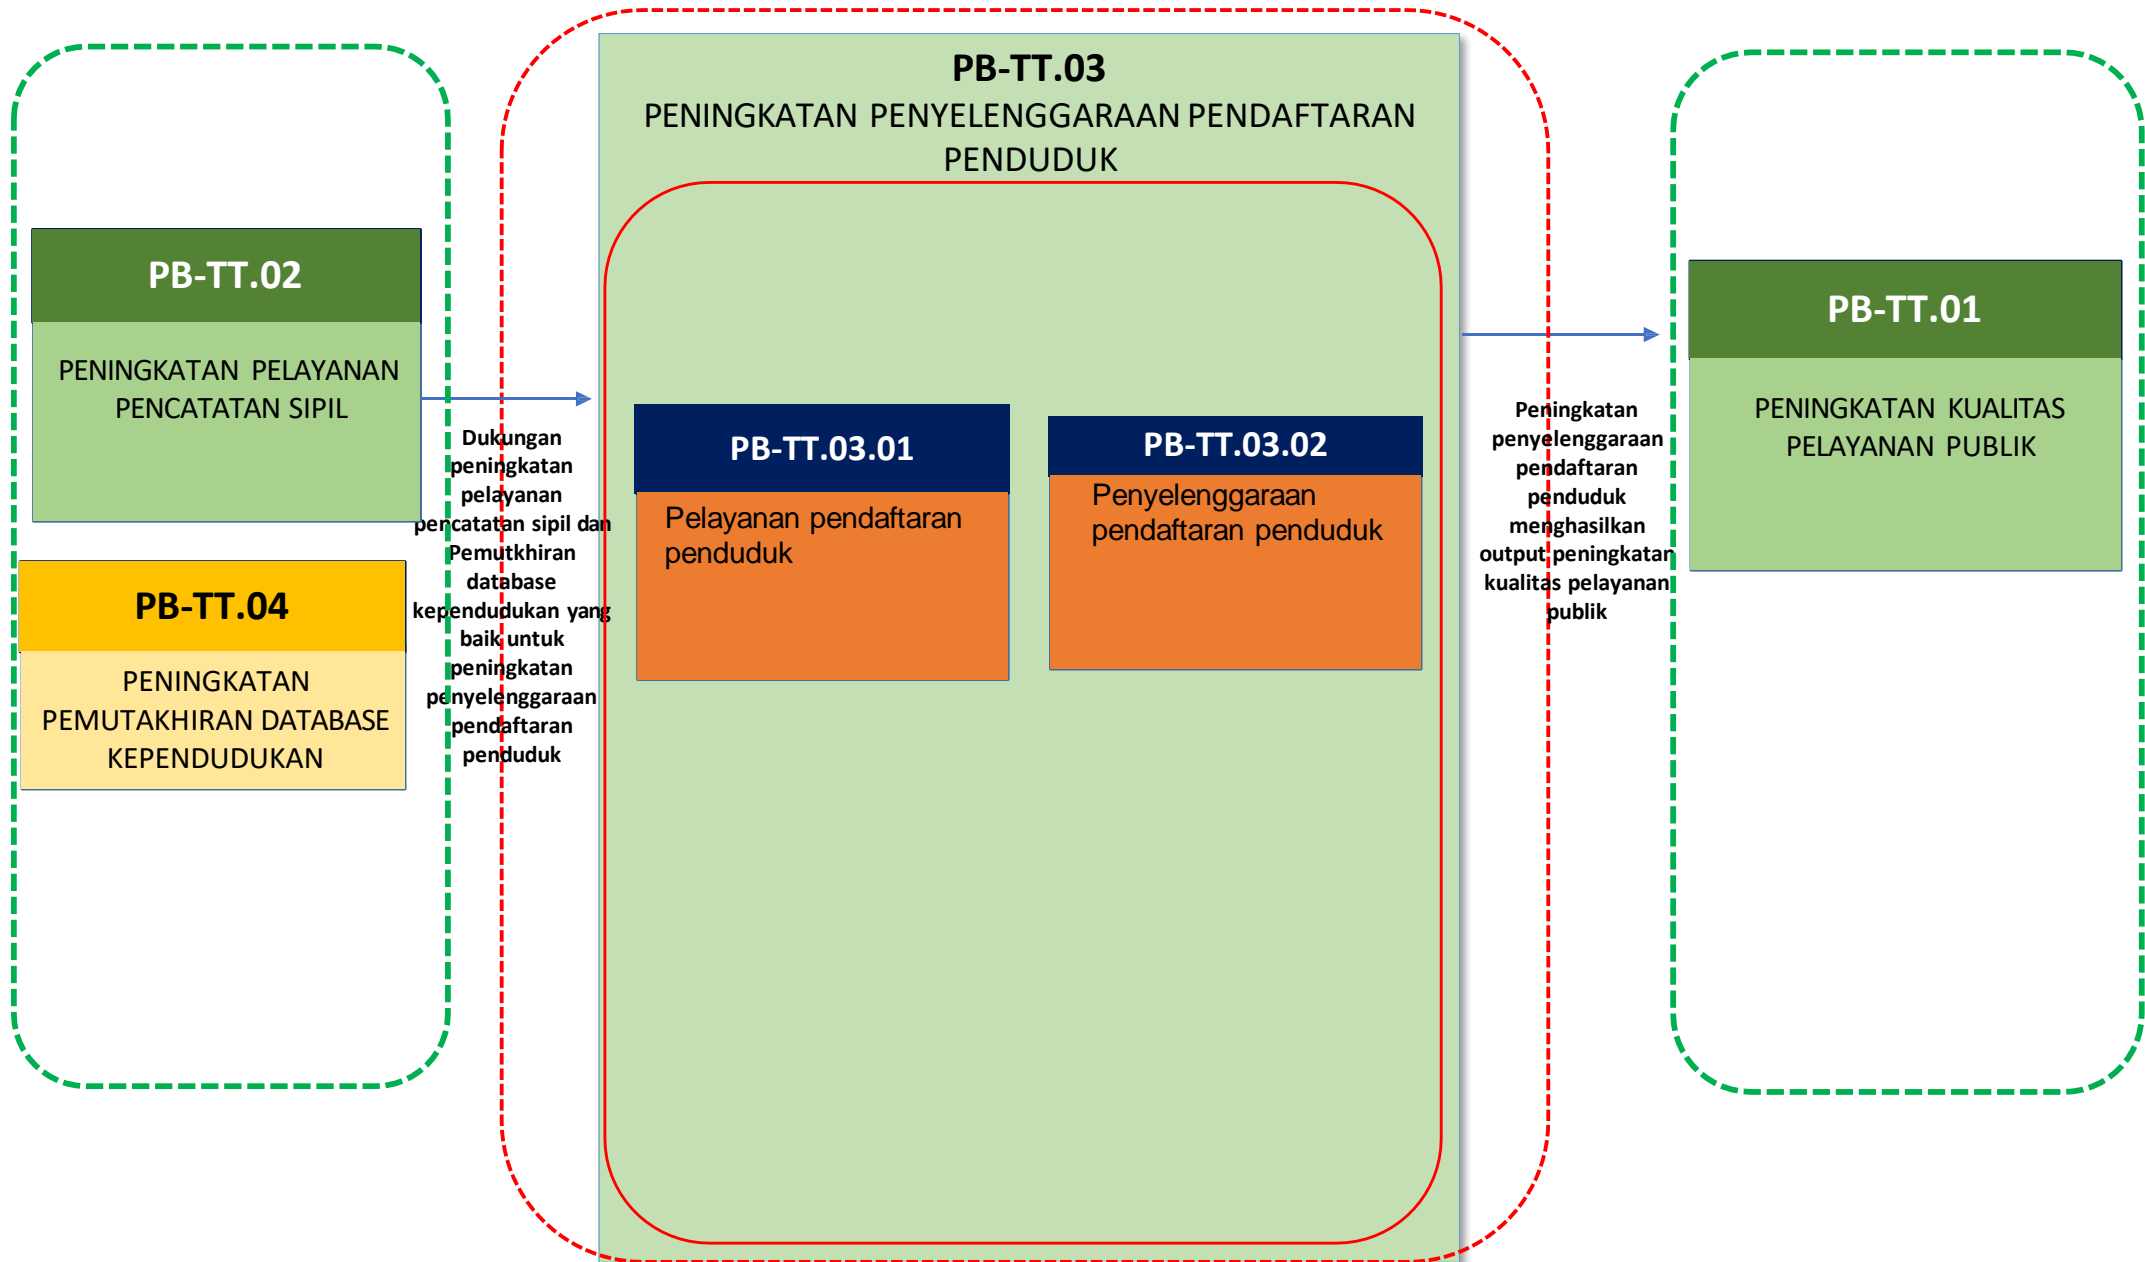 PB-TT.03
PENINGKATAN PENYELENGGARAAN PENDAFTARAN
PENDUDUK
PB-TT.02
PENINGKATAN PELAYANAN
PENCATATAN SIPIL
PB-TT.04
PENINGKATAN
PEMUTAKHIRAN DATABASE
KEPENDUDUKAN
Dukungan
peningkatan
pelayanan
pencatatan sipil dan
Pemutkhiran
database
kependudukan yang
baik untuk
peningkatan
penyelenggaraan
pendaftaran
penduduk
PB-TT.03.01
Pelayanan pendaftaran
penduduk
PB-TT.03.02
Penyelenggaraan
pendaftaran penduduk
Peningkatan
penyelenggaraan
pendaftaran
penduduk
menghasilkan
output peningkatan
kualitas pelayanan
publik
PB-TT.01
PENINGKATAN KUALITAS
PELAYANAN PUBLIK